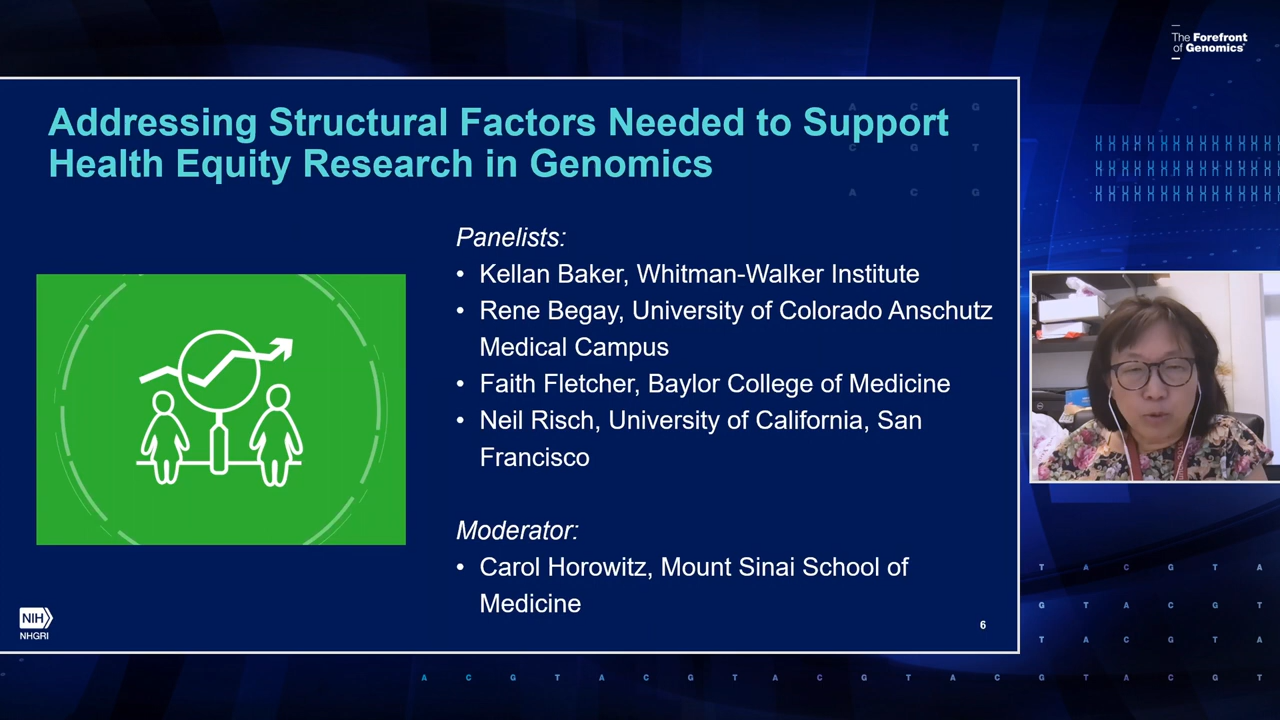 The Forefront
of Genomics®
Addressing Structural Factors Needed to Support
Health Equity Research in Genomics
A C G
C G T
A C G
Panelists:
• Kellan Baker, Whitman-Walker Institute
• Rene Begay, University of Colorado Anschutz
Medical Campus
• Faith Fletcher, Baylor College of Medicine
• Neil Risch, University of California, San
Francisco
Moderator:
• Carol Horowitz, Mount Sinai School of
Medicine
NIH
NHGRI
6
T A C G T A
G T A C G T
T A C G T A
A C G T A C G T A C G T A C G T A C G T